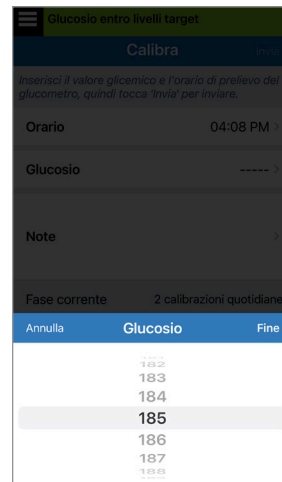 Glucosio entro livelli target
Calibra
Invia
Inserisci il valore glicemico e l'orario di prelievo del
glucometro, quindi tocca 'Invia' per inviare.
Orario 04:08 PM
Glucosio -----
Note
Fase corrente 2 calibrazioni quotidiane
Annulla Glucosio Fine
182
183
184
185
186
187
188